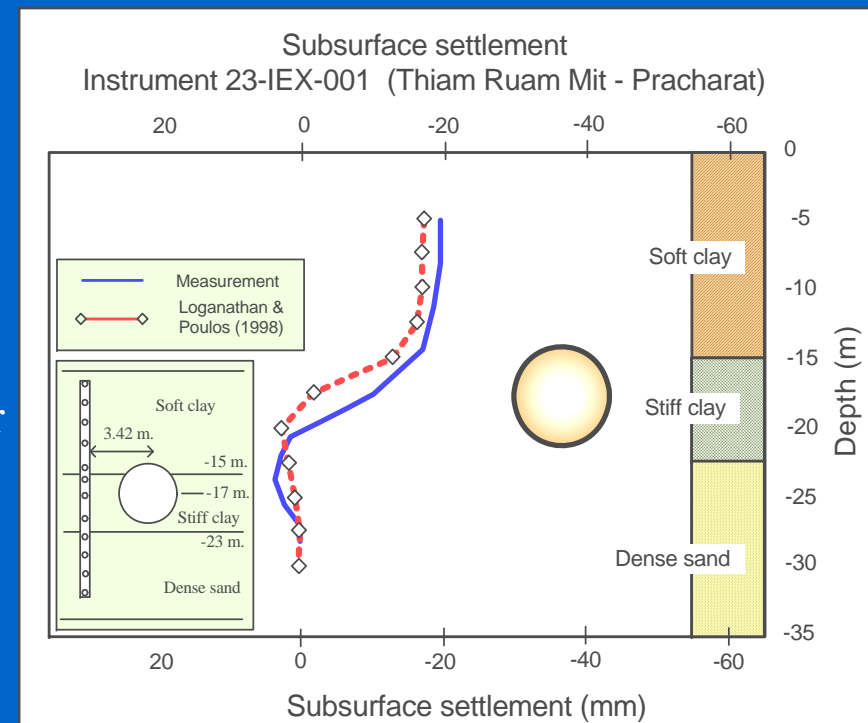 Subsurface settlement
Instrument 23-IEX-001 (Thiam Ruam Mit - Pracharat)
20 0 -20 -40 -60
0
-5
Soft clay
Measurement
Loganathan &
Poulos (1998)
-10
-15
Depth (m)
Stiff clay
-20
Soft clay
3.42 m.
-15 m.
-17 m.
Stiff clay
-23 m.
Dense sand
-25
Dense sand
-30
-35
20 0 -20 -40 -60
Subsurface settlement (mm)